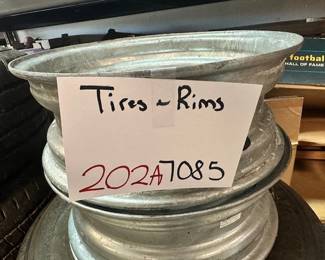 football
HALL OF FAME
Tires ~ Rims
202A7085